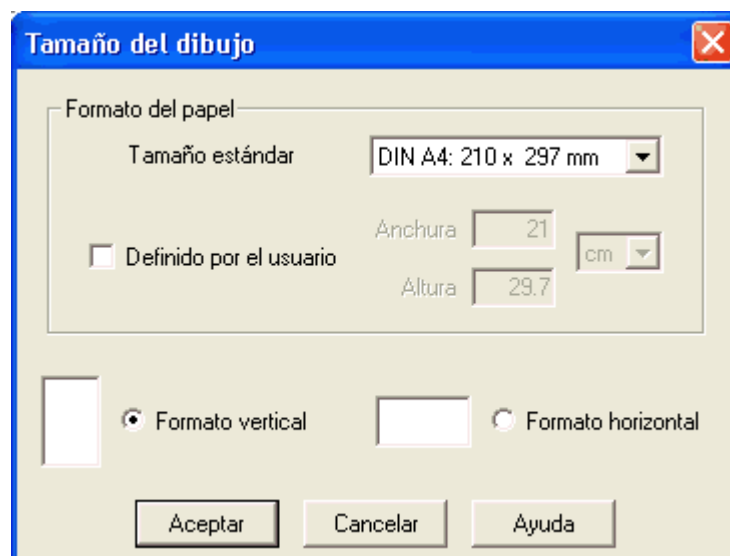 Tamaño del dibujo
Formato del papel
Tamaño estándar
DIN A4: 210 x 297 mm
Definido por el usuario
Anchura
21
cm
Altura
29.7
Formato vertical
Formato horizontal
Aceptar
Cancelar
Ayuda